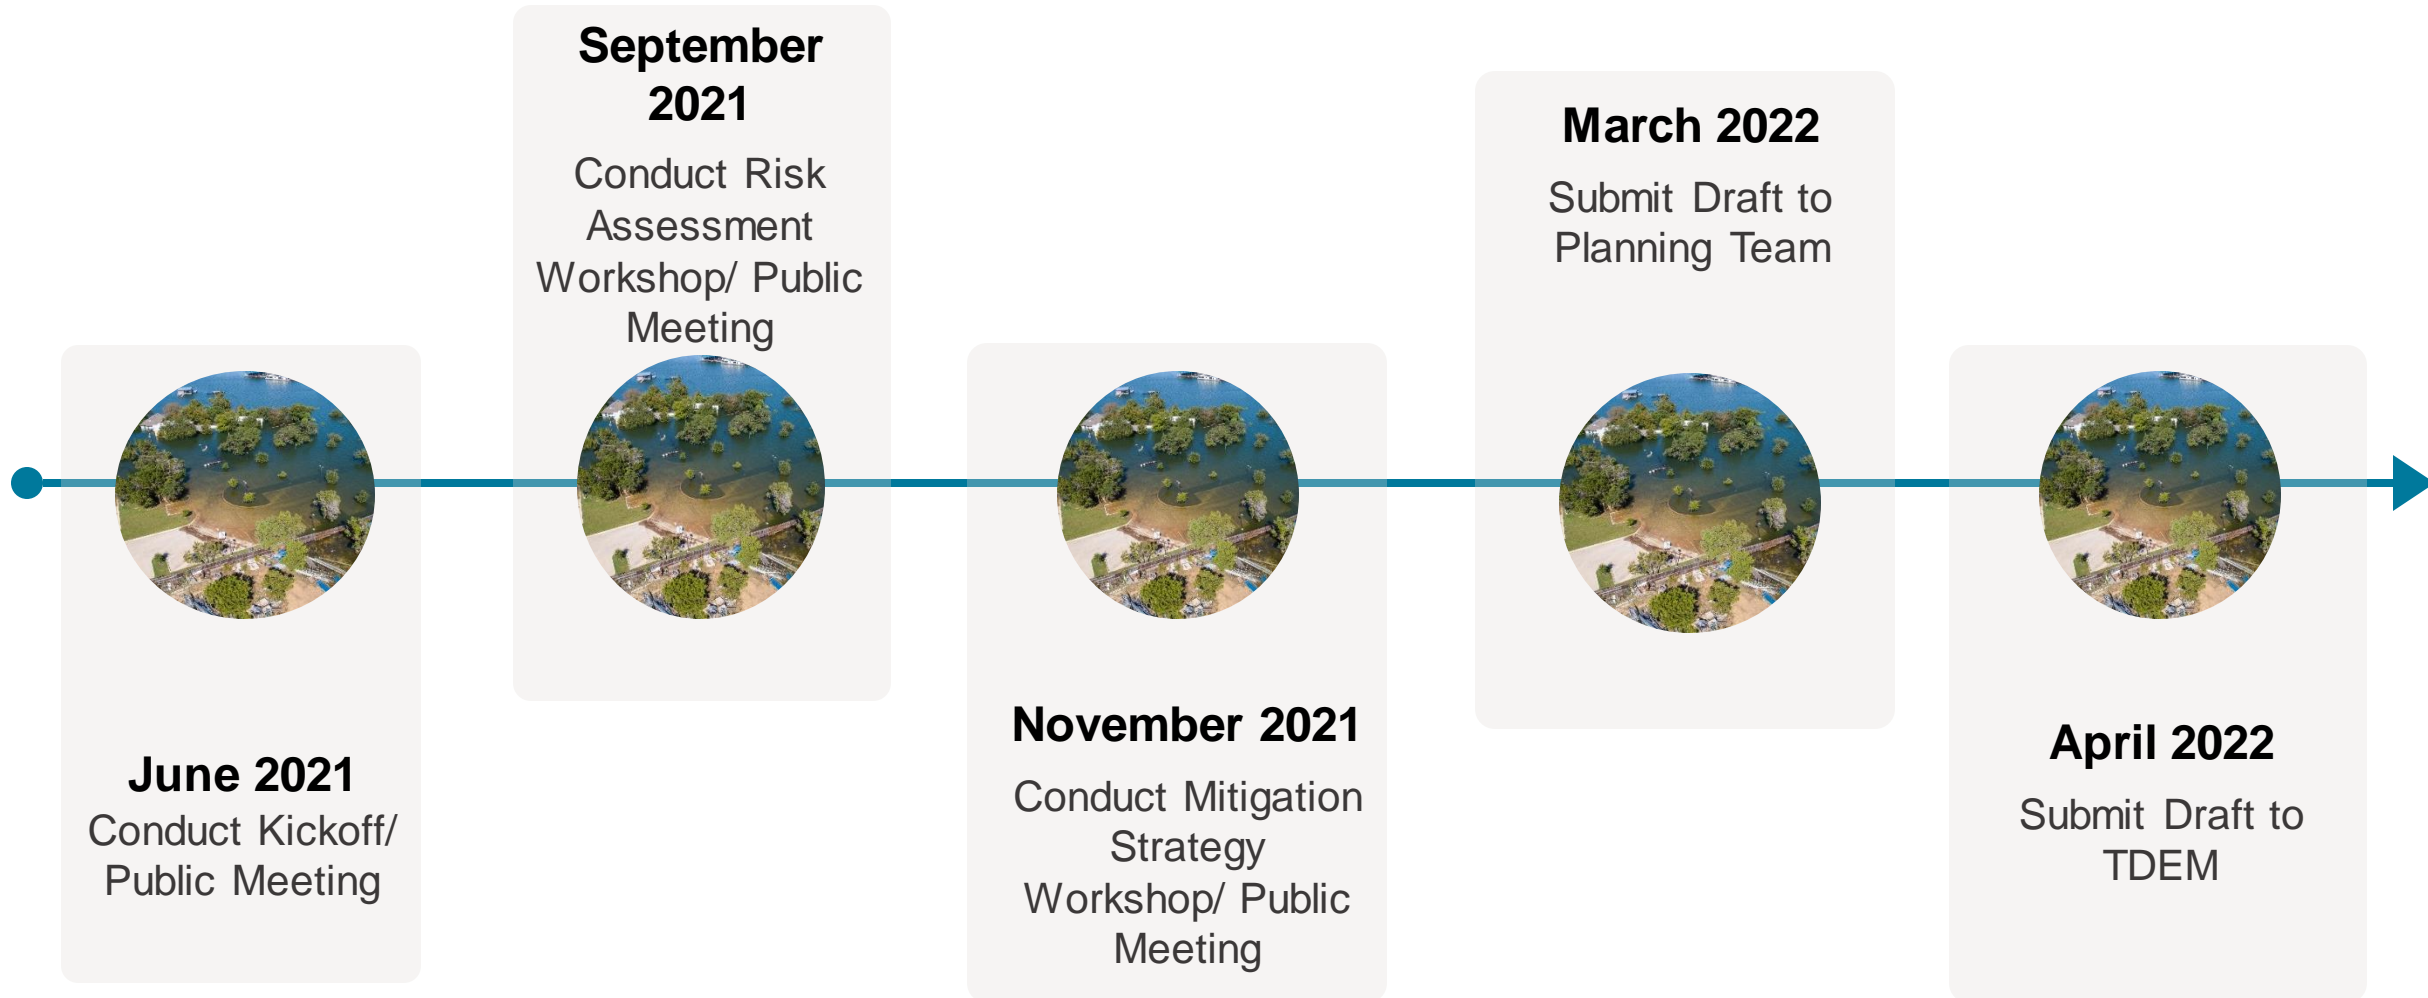 June 2021
Conduct Kickoff/
Public Meeting
September
2021
Conduct Risk
Assessment
Workshop/ Public
Meeting
November 2021
Conduct Mitigation
Strategy
Workshop/ Public
Meeting
March 2022
Submit Draft to
Planning Team
April 2022
Submit Draft to
TDEM